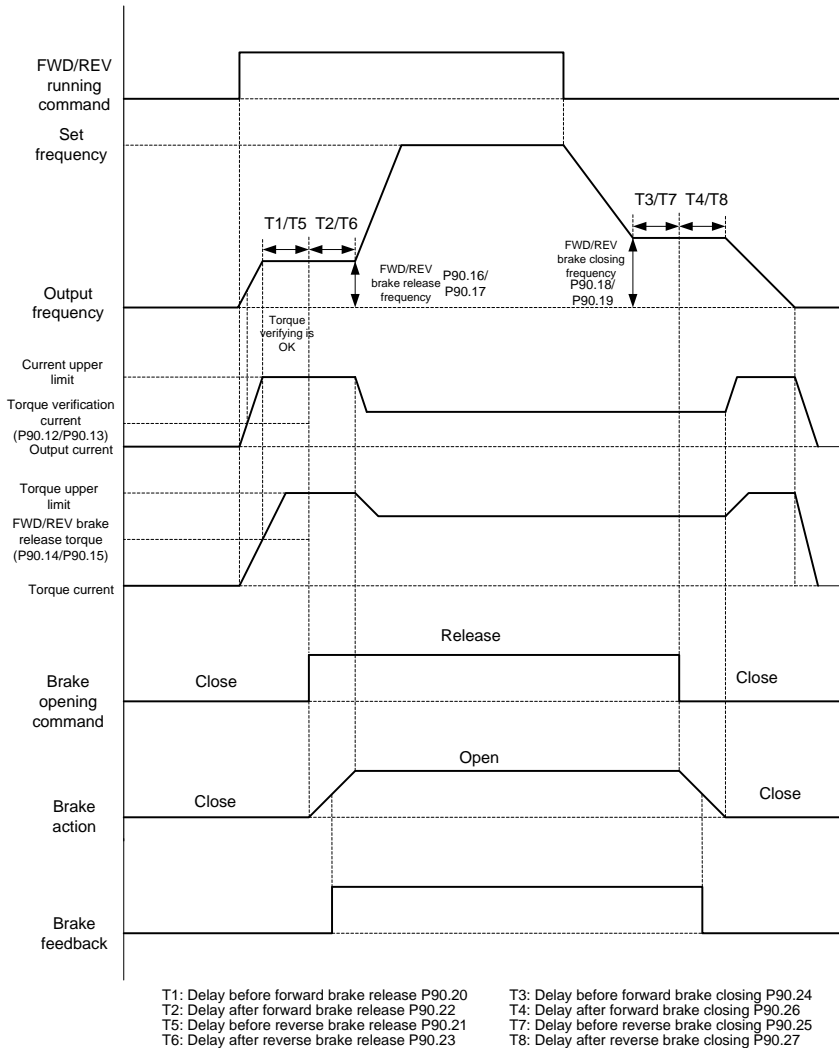 FWD/REV
running
command
Set
frequency
T1/T5
T2/T6
T3/T7
T4/T8
FWD/REV
brake release
frequency
P90.16/
P90.17
FWD/REV
brake closing
frequency
P90.18/
P90.19
Output
frequency
Torque
verifying is
OK
Current upper
limit
Torque verification
current
(P90.12/P90.13)
Output current
Torque upper
limit
FWD/REV brake
release torque
(P90.14/P90.15)
Torque current
Release
Close
Close
Brake
opening
command
Open
Close
Close
Brake
action
Brake
feedback
T1: Delay before forward brake release P90.20
T2: Delay after forward brake release P90.22
T5: Delay before reverse brake release P90.21
T6: Delay after reverse brake release P90.23
T3: Delay before forward brake closing P90.24
T4: Delay after forward brake closing P90.26
T7: Delay before reverse brake closing P90.25
T8: Delay after reverse brake closing P90.27